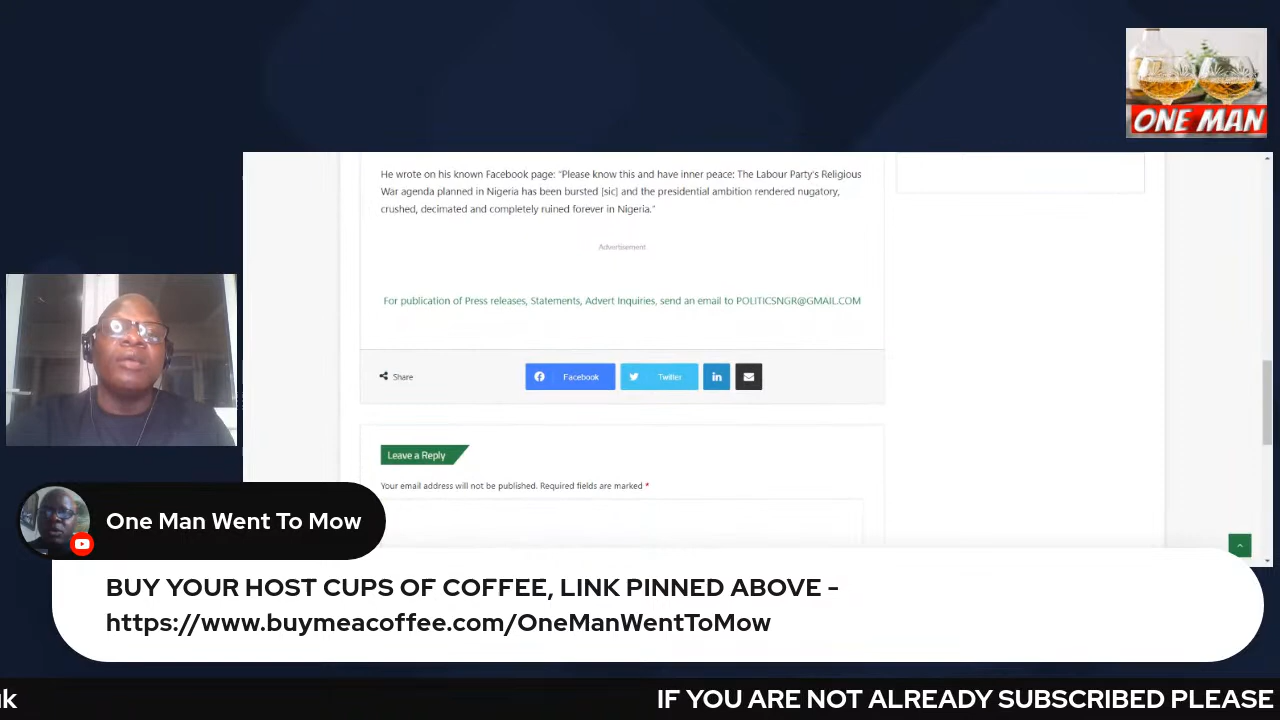 ONE MAN
He wrote on his known Facebook page: “Please know this and have inner peace: The Labour Party's Religious
War agenda planned in Nigeria has been bursted [sic] and the presidential ambition rendered nugatory,
crushed, decimated and completely ruined forever in Nigeria.”
Advertisement
For publication of Press releases, Statements, Advert Inquiries, send an email to POLITICSNGR@GMAIL.COM
Share
Facebook
Twitter
in
Leave a Reply
Your email address will not be published. Required fields are marked *
One Man Went To Mow
BUY YOUR HOST CUPS OF COFFEE, LINK PINNED ABOVE -
https://www.buymeacoffee.com/OneManWentToMow
IF YOU ARE NOT ALREADY SUBSCRIBED PLEASE